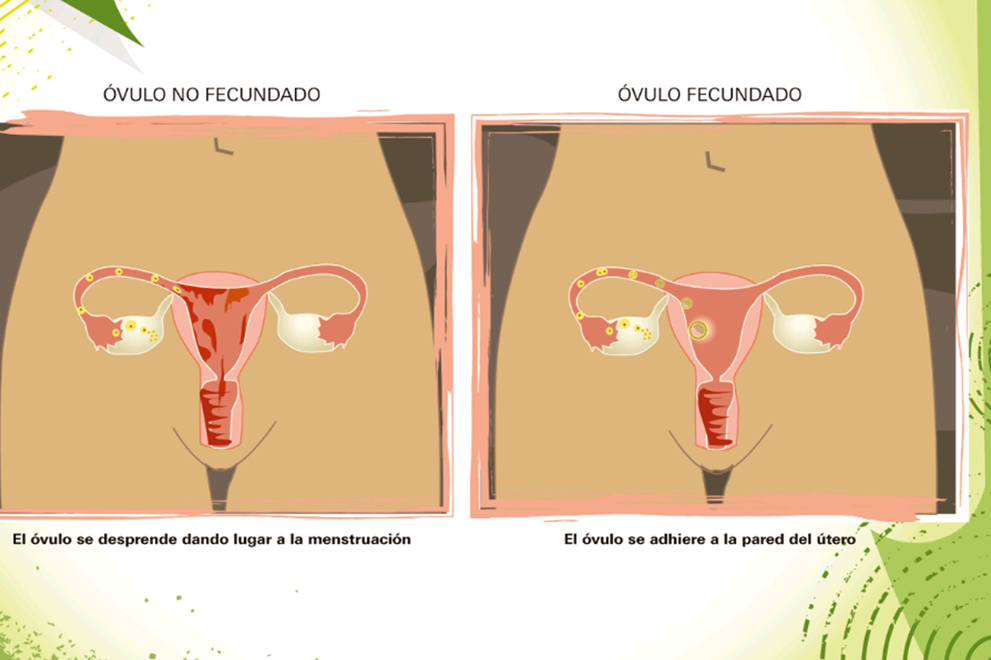 ÓVULO NO FECUNDADO
ÓVULO FECUNDADO
El óvulo se desprende dando lugar a la menstruación
El óvulo se adhiere a la pared del útero